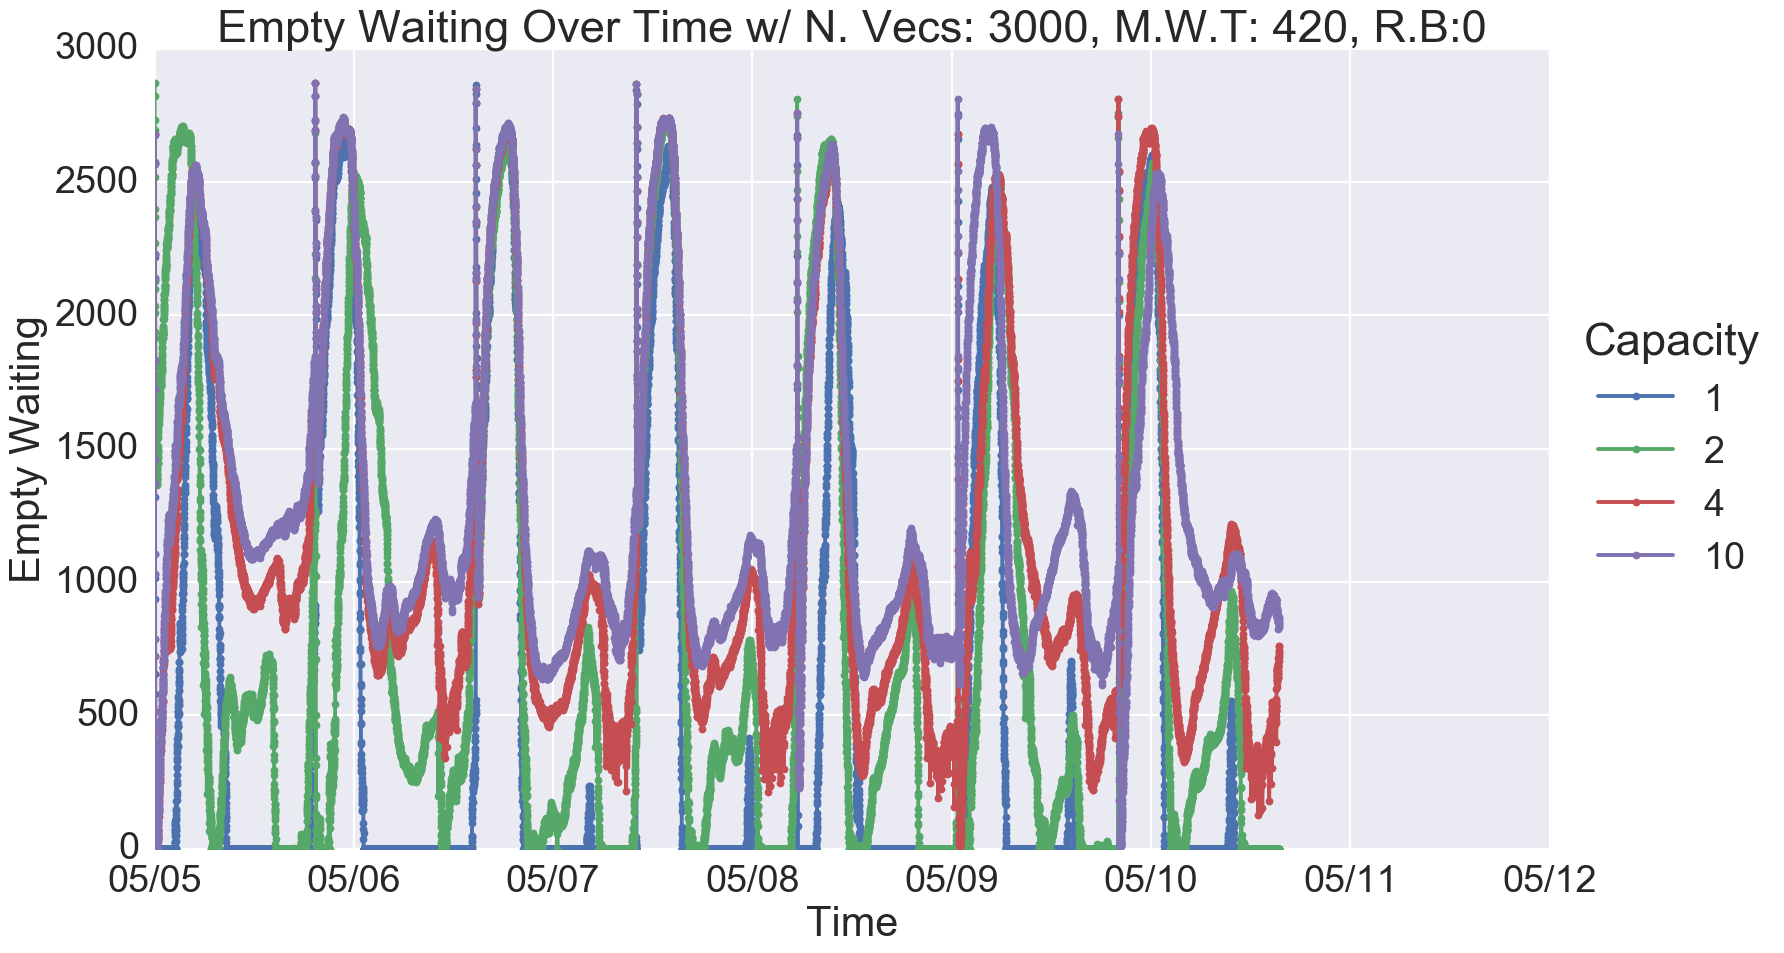 Empty Waiting Over Time w/ N. Vecs: 3000, M.W.T: 420, R.B:0
3000
2500
2000
1500
1000
500
0
Empty Waiting
05/05 05/06 05/07 05/08 05/09 05/10 05/11 05/12
Time
Capacity
1
2
4
10